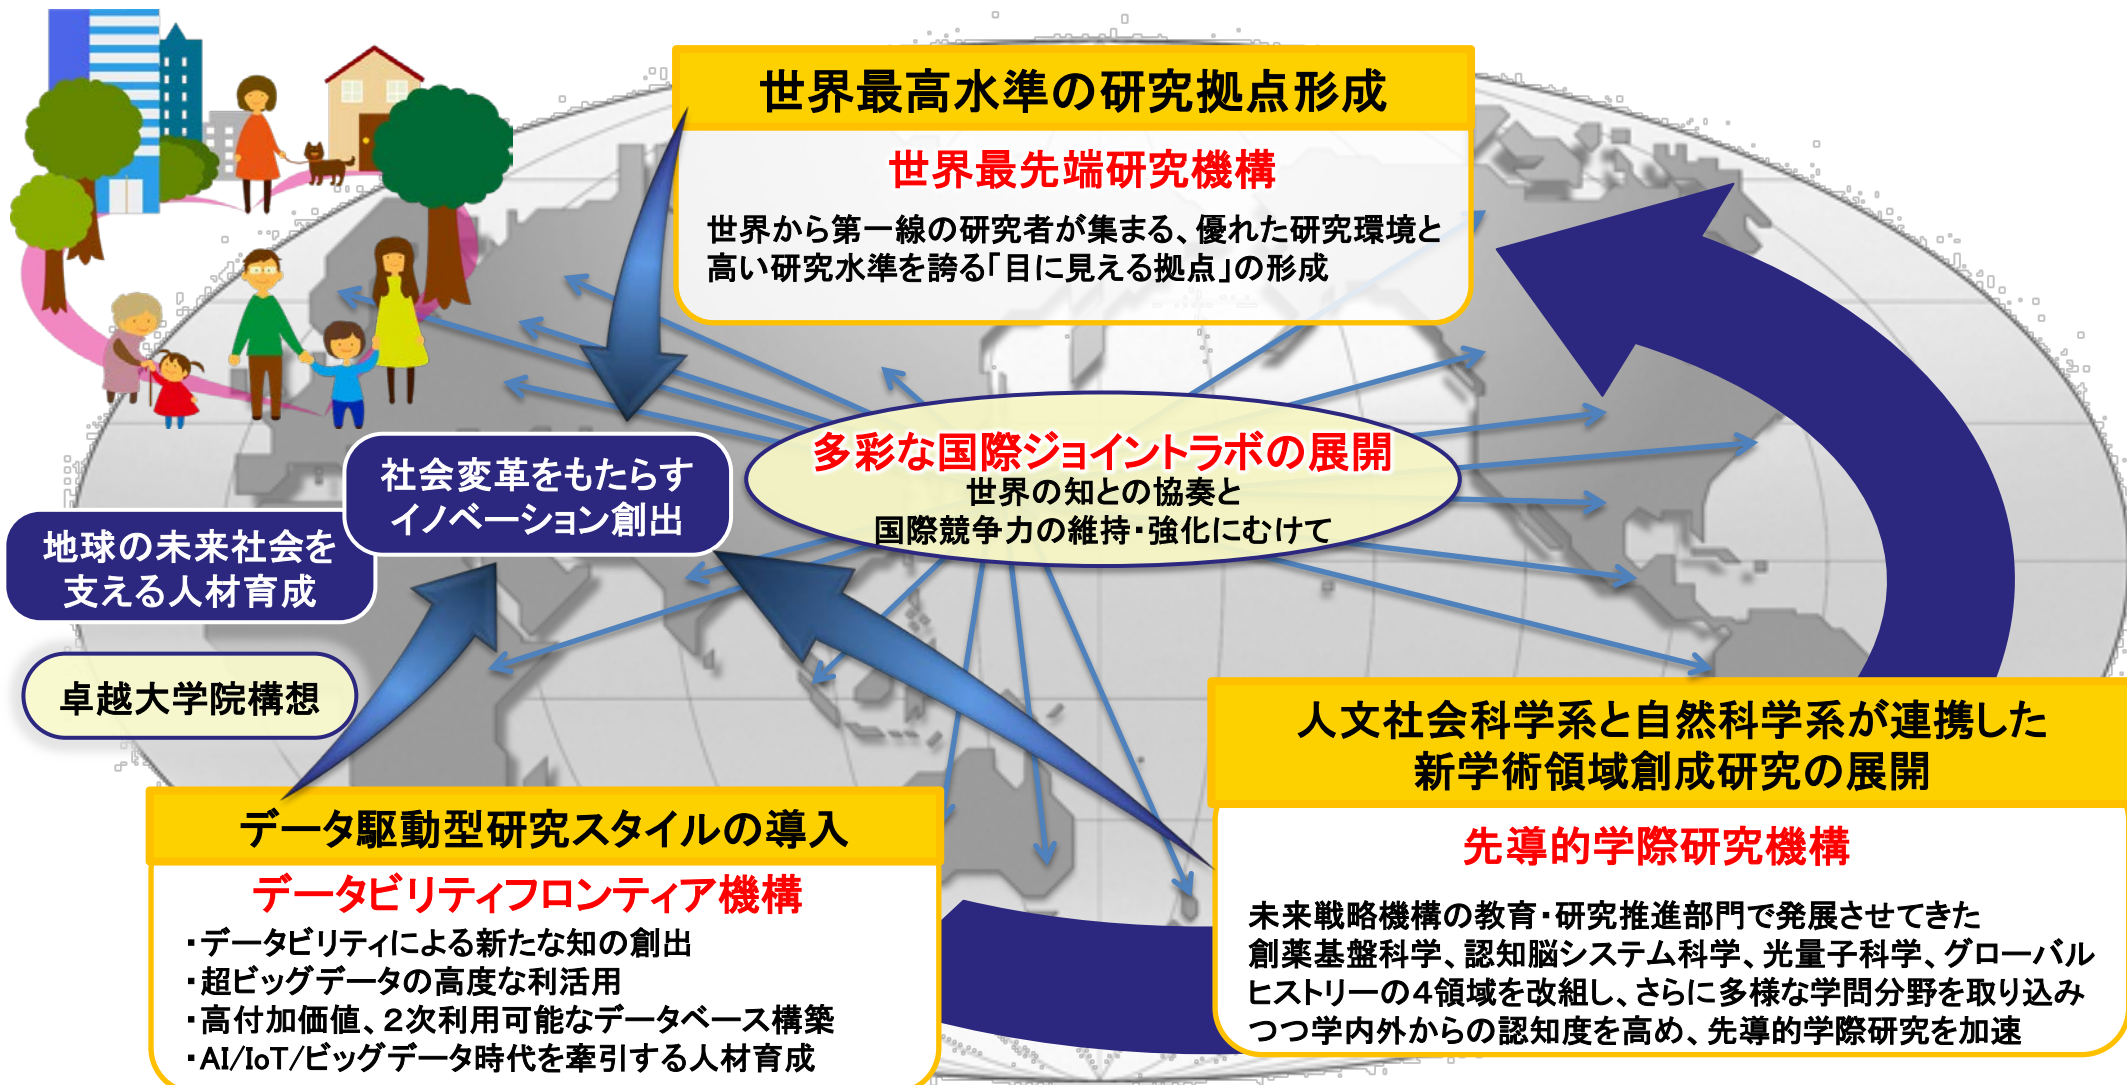 世界最高水準の研究拠点形成
世界最先端研究機構
世界から第一線の研究者が集まる、優れた研究環境と
高い研究水準を誇る「目に見える拠点」の形成
多彩な国際ジョイントラボの展開
世界の知との協奏と
国際競争力の維持・強化にむけて
社会変革をもたらす
イノベーション創出
地球の未来社会を
支える人材育成
卓越大学院構想
データ駆動型研究スタイルの導入
データビリティフロンティア機構
・データビリティによる新たな知の創出
・超ビッグデータの高度な利活用
・高付加価値、2次利用可能なデータベース構築
・AI/IoT/ビッグデータ時代を牽引する人材育成
人文社会科学系と自然科学系が連携した
新学術領域創成研究の展開
先導的学際研究機構
未来戦略機構の教育・研究推進部門で発展させてきた
創薬基盤科学、認知脳システム科学、光量子科学、グローバル
ヒストリーの4領域を改組し、さらに多様な学問分野を取り込み
つつ学内外からの認知度を高め、先導的学際研究を加速